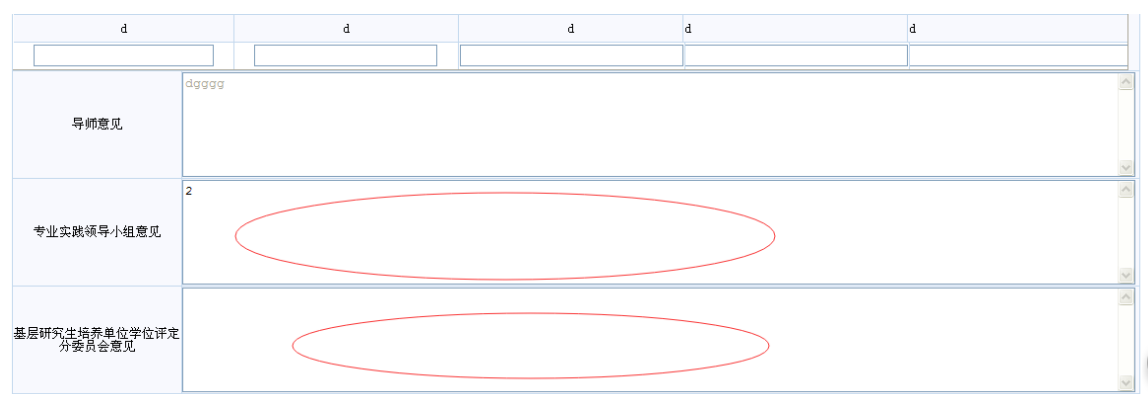 d d d d d
导师意见
dgggg
专业实践领导小组意见
2
基层研究生培养单位学位评定
分委员会意见